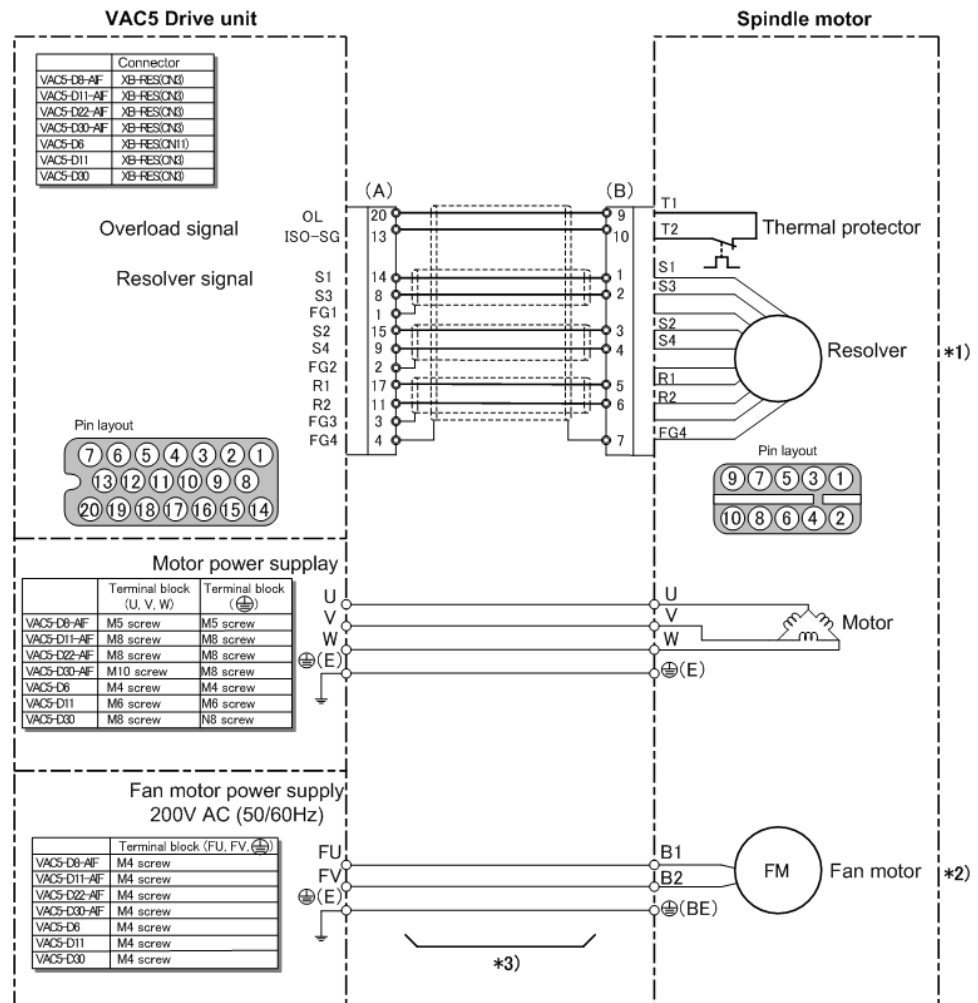 VAC5 Drive unit
Spindle motor
Connector
VAC5-D8-AIF XB-RES(CN3)
VAC5-D11-AIF XB-RES(CN3)
VAC5-D22-AIF XB-RES(CN3)
VAC5-D30-AIF XB-RES(CN3)
VAC5-D6 XB-RES(CN11)
VAC5-D11 XB-RES(CN3)
VAC5-D30 XB-RES(CN3)
(A)
(B)
Overload signal
OL 20 9 T1
Thermal protector
ISO-SG 13 10 T2
Resolver signal
S1 14 1 S1
S3 8 2 S3
FG1 1
S2 15 3 S2
S4 9 4 S4
FG2 2
Resolver *1)
R1 17 5 R1
R2 11 6 R2
FG3 3
FG4 4 7 FG4
Pin layout
7 6 5 4 3 2 1
13 12 11 10 9 8
20 19 18 17 16 15 14
Pin layout
9 7 5 3 1
10 8 6 4 2
Motor power supplay
Terminal block (U, V, W)
Terminal block (⏚)
VAC5-D8-AIF M5 screw M5 screw
VAC5-D11-AIF M8 screw M8 screw
VAC5-D22-AIF M8 screw M8 screw
VAC5-D30-AIF M10 screw M8 screw
VAC5-D6 M4 screw M4 screw
VAC5-D11 M6 screw M6 screw
VAC5-D30 M8 screw N8 screw
U U
V V
W W
(E) (E)
Motor
Fan motor power supply
200V AC (50/60Hz)
Terminal block (FU, FV, ⏚)
VAC5-D8-AIF M4 screw
VAC5-D11-AIF M4 screw
VAC5-D22-AIF M4 screw
VAC5-D30-AIF M4 screw
VAC5-D6 M4 screw
VAC5-D11 M4 screw
VAC5-D30 M4 screw
FU B1
FV B2
(E) (BE)
FM
Fan motor *2)
*3)